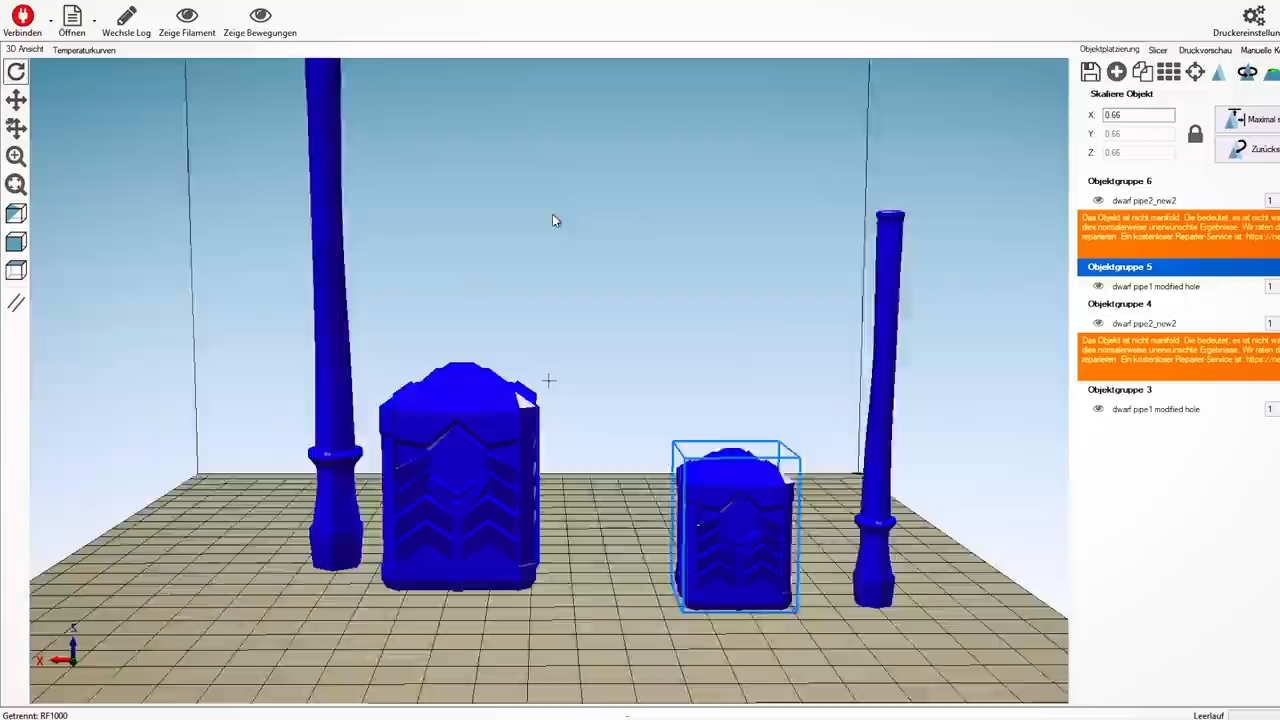 Verbinden
Öffnen
Wechsle Log
Zeige Filament
Zeige Bewegungen
3D Ansicht
Temperaturkurven
Objektplatzierung
Slicer
Druckvorschau
Skaliere Objekt
X: 0.66
Y: 0.66
Z: 0.66
Maximal
Objektgruppe 6
dwarf pipe2_new2
1
Das Objekt ist nicht manifold. Die bedeutet, es ist nicht
dies normalerweise unerwünschte Ergebnisse. Wir raten
reparieren. Ein kostenloser Reparier-Service ist: https://
Objektgruppe 5
dwarf pipe1 modified hole
1
Objektgruppe 4
dwarf pipe2_new2
1
Das Objekt ist nicht manifold. Die bedeutet, es ist nicht
dies normalerweise unerwünschte Ergebnisse. Wir raten
reparieren. Ein kostenloser Reparier-Service ist: https://
Objektgruppe 3
dwarf pipe1 modified hole
1
X
Getrennt: RF1000
Leerlauf